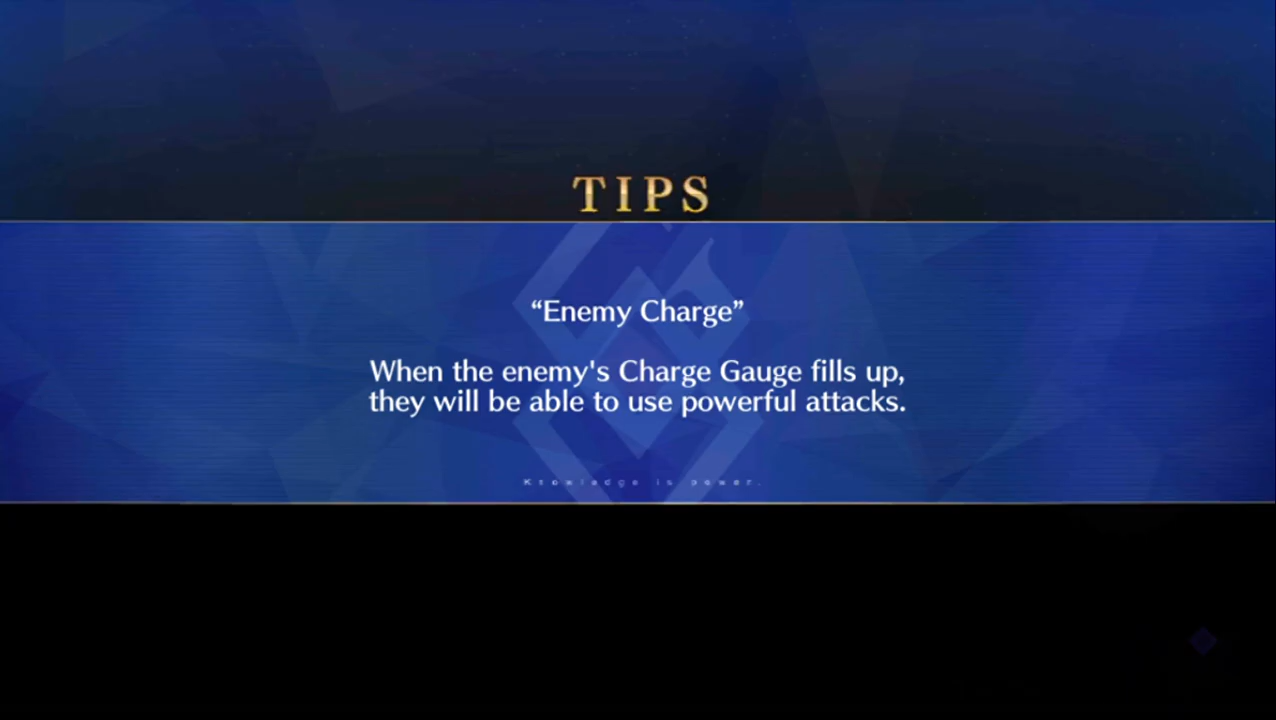 TIPS
“Enemy Charge”
When the enemy's Charge Gauge fills up,
they will be able to use powerful attacks.
Knowledge is power.